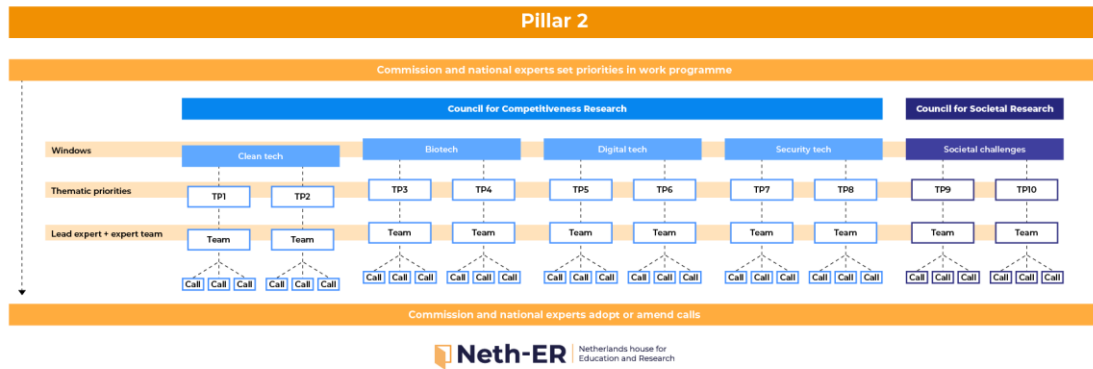 Pillar 2
Commission and national experts set priorities in work programme
Council for Competitiveness Research
Council for Societal Research
Windows
Clean tech
Biotech
Digital tech
Security tech
Societal challenges
Thematic priorities
TP1
TP2
TP3
TP4
TP5
TP6
TP7
TP8
TP9
TP10
Lead expert + expert team
Team
Team
Team
Team
Team
Team
Team
Team
Team
Team
Call Call Call
Call Call Call
Call Call Call
Call Call Call
Call Call Call
Call Call Call
Call Call Call
Call Call Call
Call Call Call
Call Call Call
Commission and national experts adopt or amend calls
Neth-ER
Netherlands house for
Education and Research